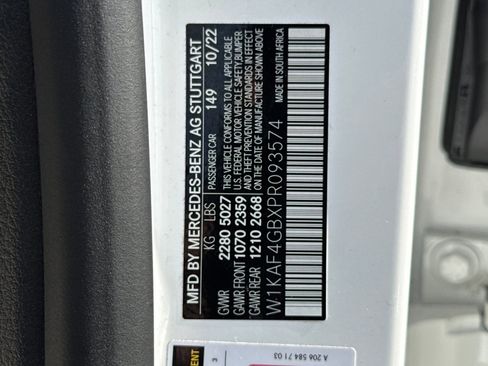 MFD BY MERCEDES-BENZ AG STUTTGART
PASSENGER CAR 149 10/22
KG LBS
GVWR 2280 5027
GAWR FRONT 1070 2359
GAWR REAR 1210 2668
THIS VEHICLE CONFORMS TO ALL APPLICABLE
U.S. FEDERAL MOTOR VEHICLE SAFETY, BUMPER
AND THEFT PREVENTION STANDARDS IN EFFECT
ON THE DATE OF MANUFACTURE SHOWN ABOVE
W1KAF4GBXPR093574
MADE IN SOUTH AFRICA
A 206 584 71 03
3